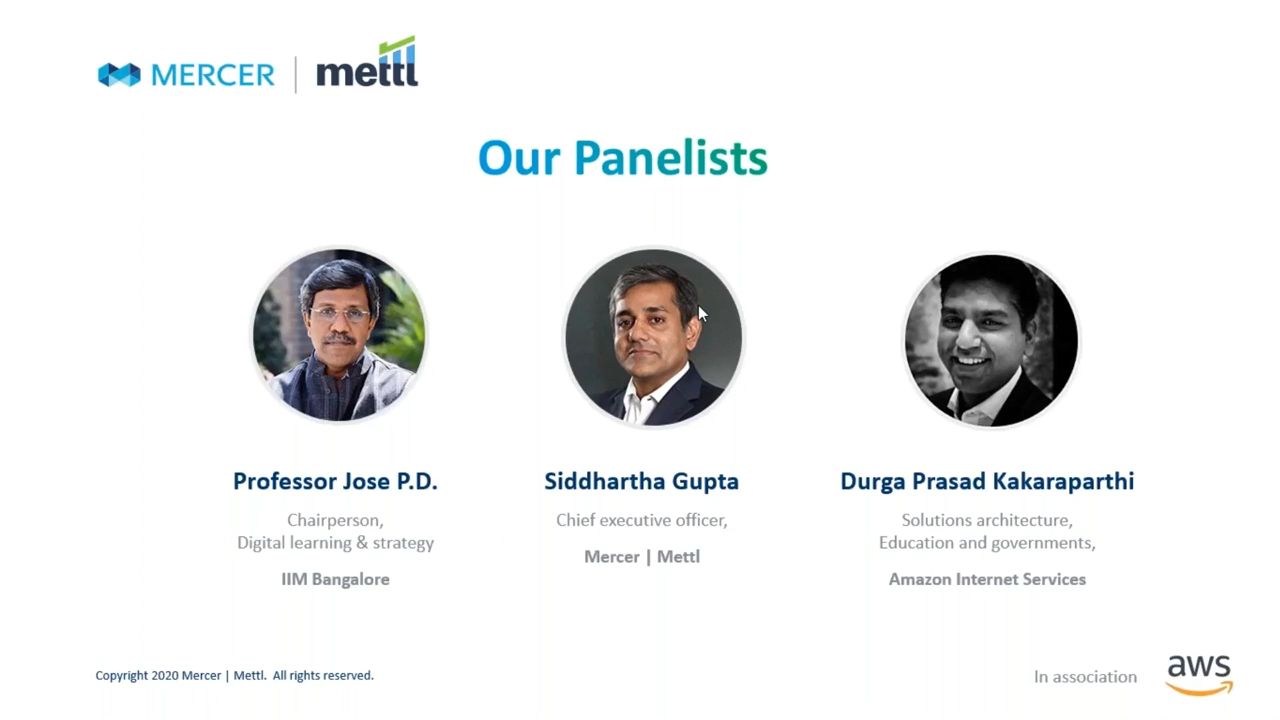 MERCER | mettl
Our Panelists
Professor Jose P.D.
Chairperson,
Digital learning & strategy
IIM Bangalore
Siddhartha Gupta
Chief executive officer,
Mercer | Mettl
Durga Prasad Kakaraparthi
Solutions architecture,
Education and governments,
Amazon Internet Services
Copyright 2020 Mercer | Mettl. All rights reserved.
In association
aws